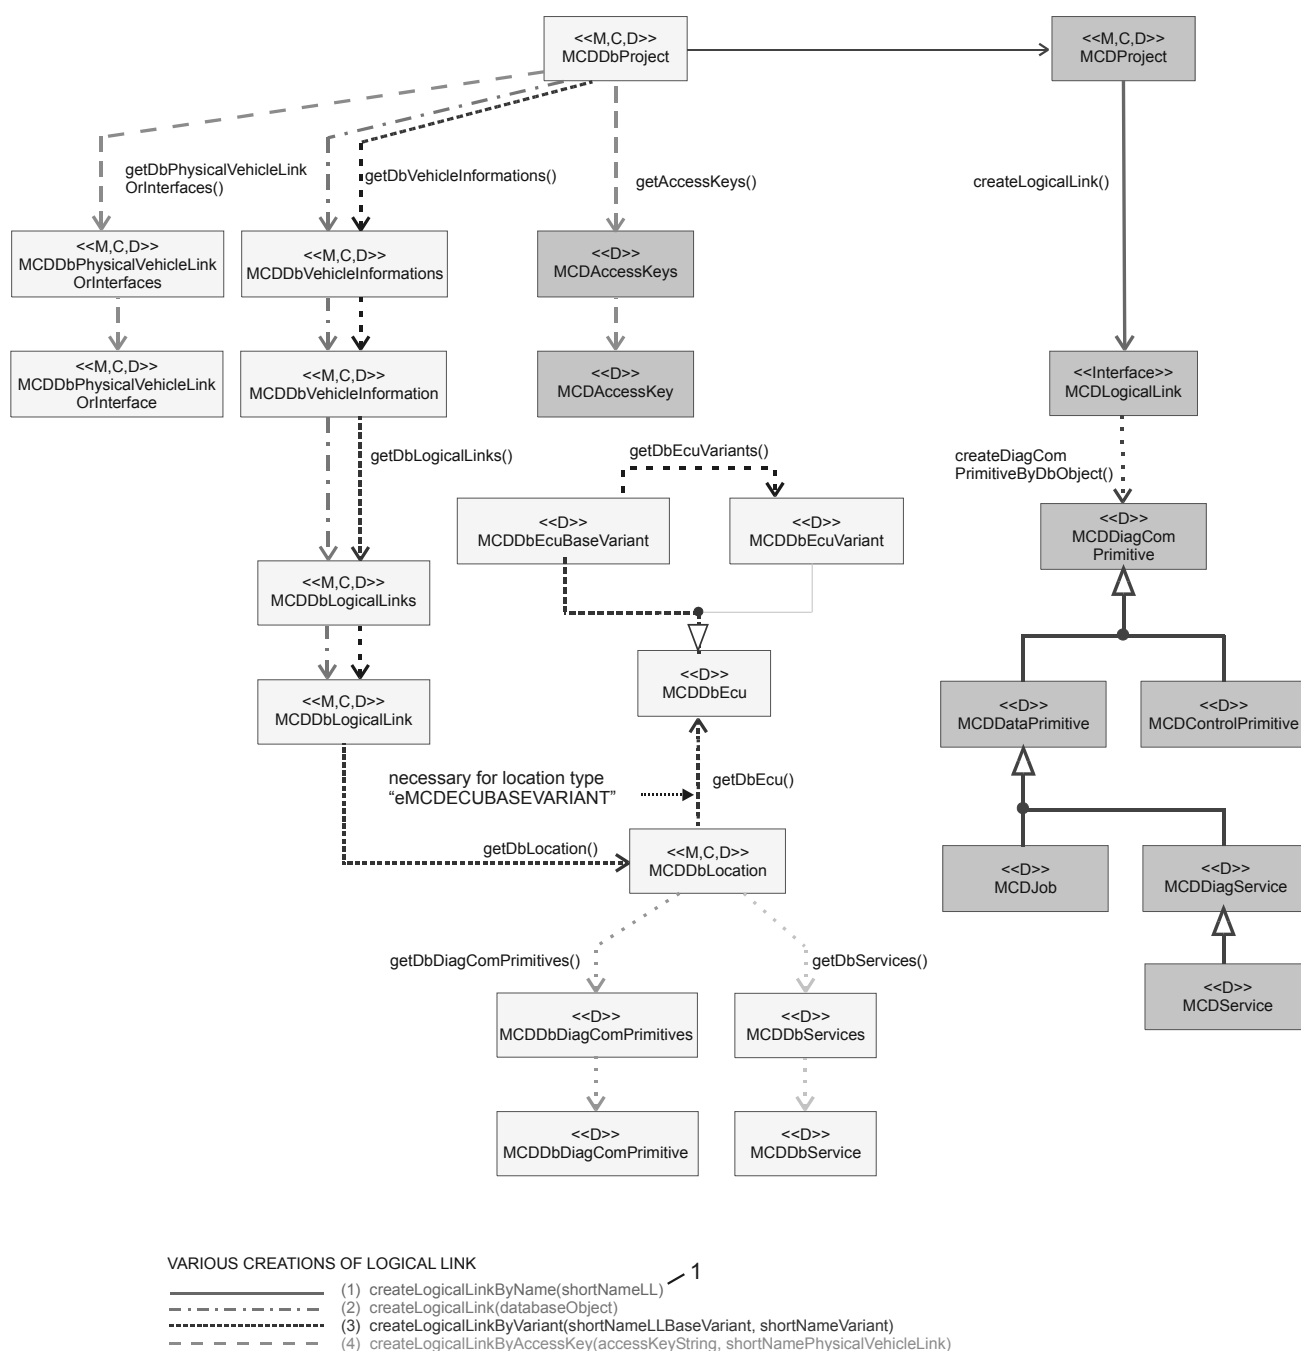 <<M,C,D>>
MCDDbProject
<<M,C,D>>
MCDProject
getDbPhysicalVehicleLink
OrInterfaces()
getDbVehicleInformations()
getAccessKeys()
createLogicalLink()
<<M,C,D>>
MCDDbPhysicalVehicleLink
OrInterfaces
<<M,C,D>>
MCDDbVehicleInformations
<<D>>
MCDAccessKeys
<<M,C,D>>
MCDDbPhysicalVehicleLink
OrInterface
<<M,C,D>>
MCDDbVehicleInformation
<<D>>
MCDAccessKey
<<Interface>>
MCDLogicalLink
getDbLogicalLinks()
getDbEcuVariants()
createDiagCom
PrimitiveByDbObject()
<<D>>
MCDDbEcuBaseVariant
<<D>>
MCDDbEcuVariant
<<D>>
MCDDiagCom
Primitive
<<M,C,D>>
MCDDbLogicalLinks
<<D>>
MCDDbEcu
<<M,C,D>>
MCDDbLogicalLink
<<D>>
MCDDataPrimitive
<<D>>
MCDControlPrimitive
necessary for location type
“eMCDECUBASEVARIANT”
getDbEcu()
getDbLocation()
<<M,C,D>>
MCDDbLocation
<<D>>
MCDJob
<<D>>
MCDDiagService
getDbDiagComPrimitives()
getDbServices()
<<D>>
MCDDbDiagComPrimitives
<<D>>
MCDDbServices
<<D>>
MCDService
<<D>>
MCDDbDiagComPrimitive
<<D>>
MCDDbService
VARIOUS CREATIONS OF LOGICAL LINK
1
(1) createLogicalLinkByName(shortNameLL)
(2) createLogicalLink(databaseObject)
(3) createLogicalLinkByVariant(shortNameLLBaseVariant, shortNameVariant)
(4) createLogicalLinkByAccessKey(accessKeyString, shortNamePhysicalVehicleLink)